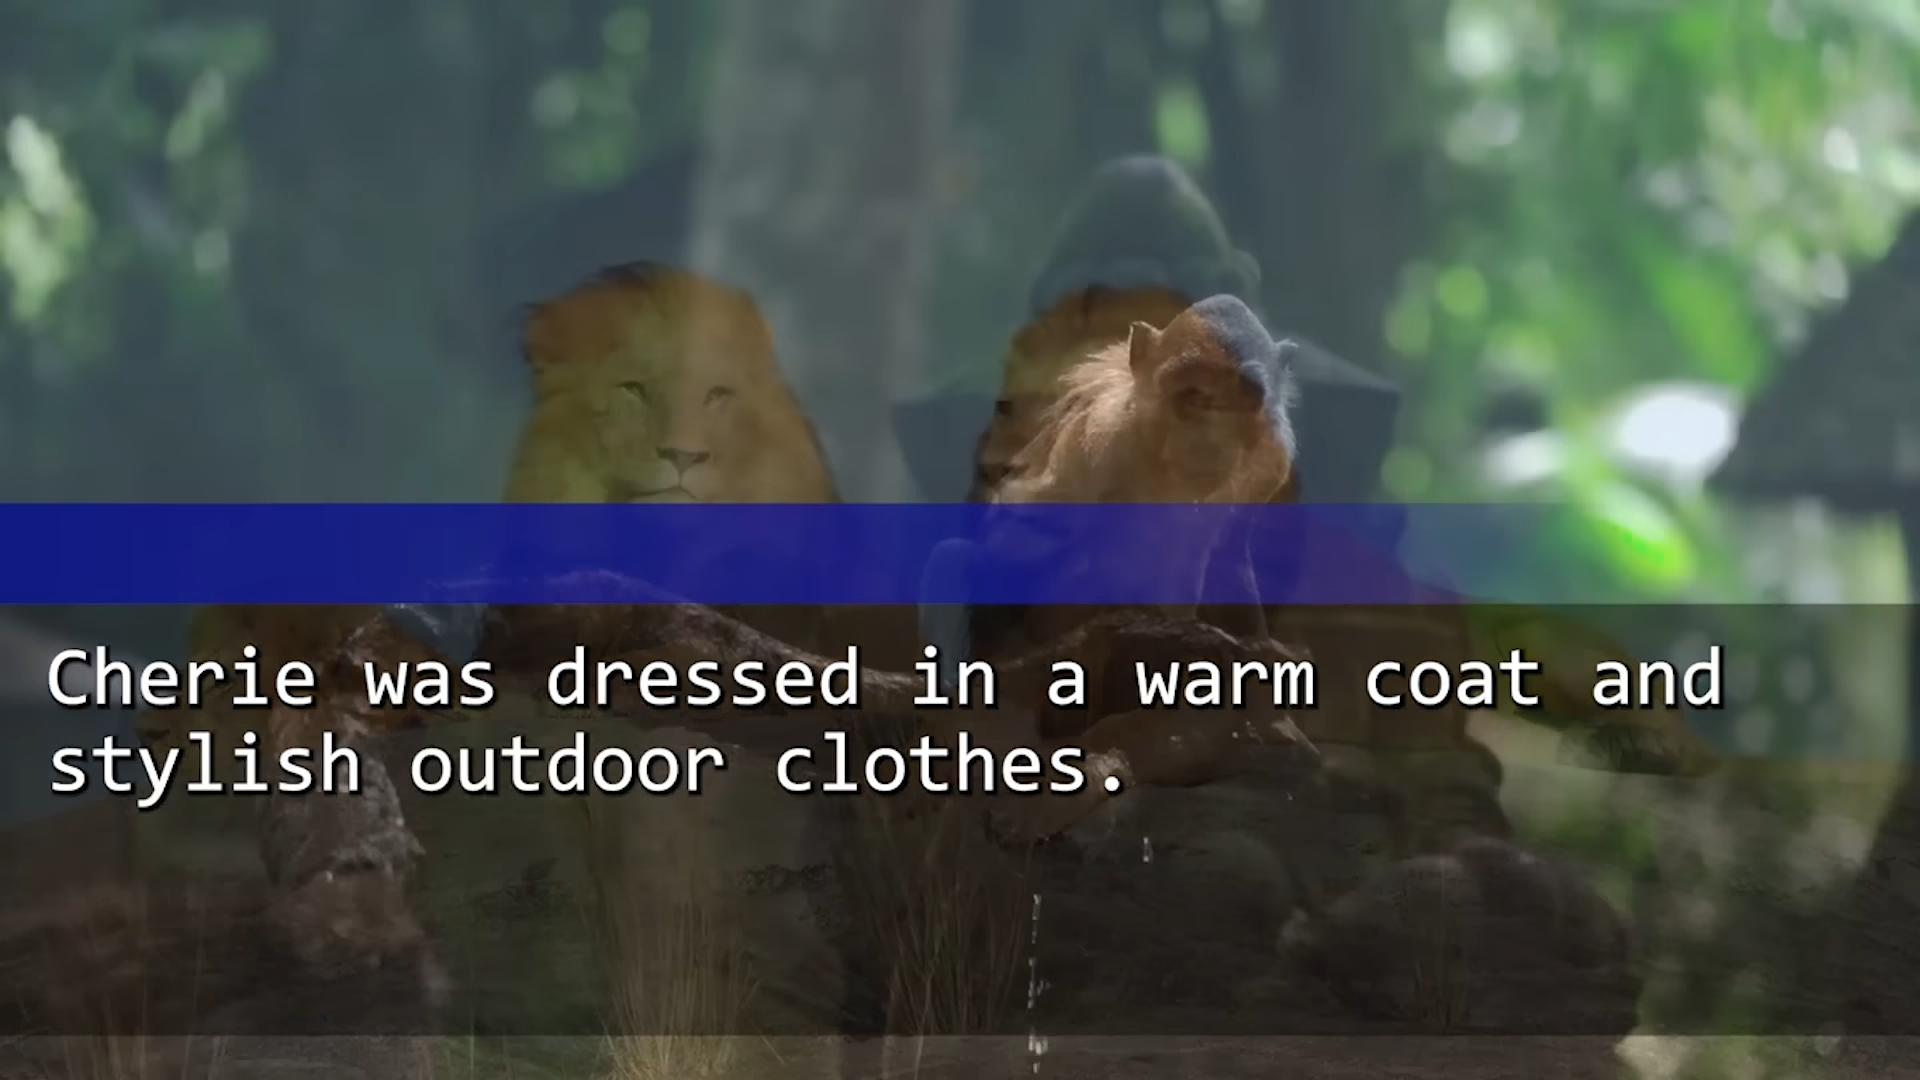 Cherie was dressed in a warm coat and
stylish outdoor clothes.